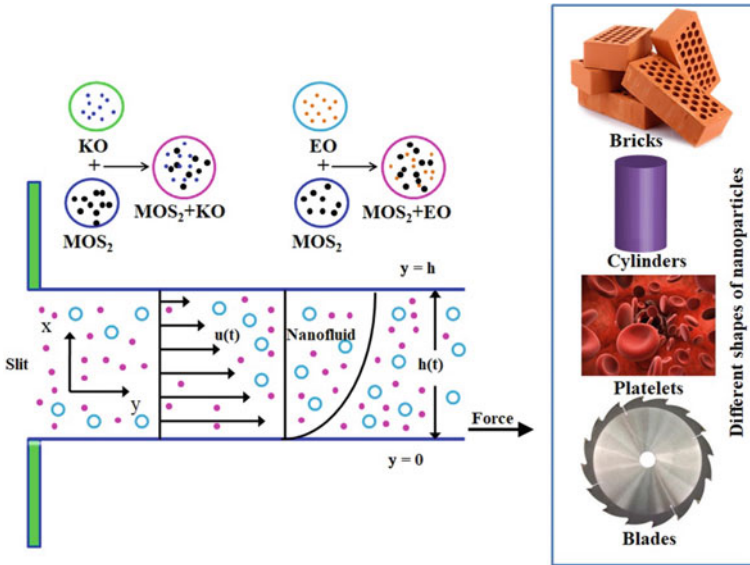 KO
+
MOS₂
MOS₂+KO
EO
+
MOS₂
MOS₂+EO
y = h
x
u(t)
Nanofluid
h(t)
Slit
y
Force
y = 0
Bricks
Cylinders
Platelets
Blades
Different shapes of nanoparticles